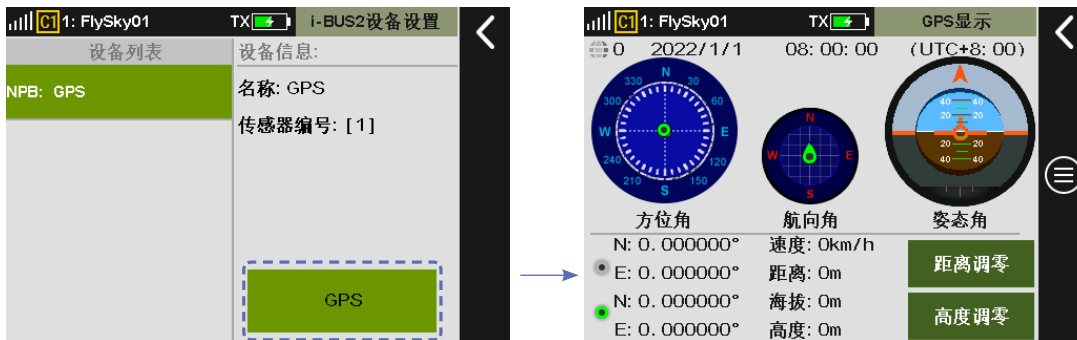 C1 1: FlySky01 TX i-BUS2设备设置
设备列表
NPB: GPS
设备信息:
名称: GPS
传感器编号: [1]
GPS
C1 1: FlySky01 TX GPS显示
0 2022/1/1 08: 00: 00 (UTC+8: 00)
N 30 60 E 120 150 S 210 240 W 300 330
方位角
N E S W
航向角
40 40
20 20
20 20
40 40
姿态角
N: 0. 000000°
E: 0. 000000°
N: 0. 000000°
E: 0. 000000°
速度: 0km/h
距离: 0m
海拔: 0m
高度: 0m
距离调零
高度调零